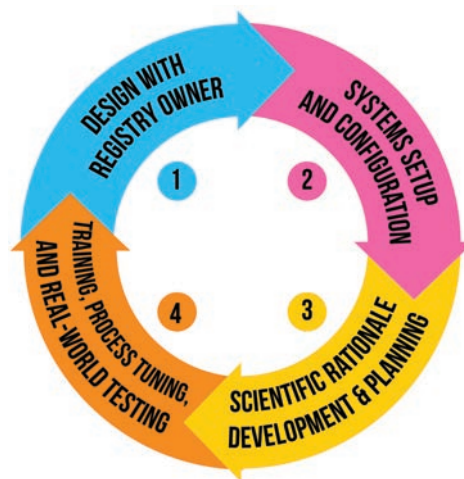 DESIGN WITH
REGISTRY OWNER
1
SYSTEMS SETUP
AND CONFIGURATION
2
SCIENTIFIC RATIONALE
DEVELOPMENT & PLANNING
3
TRAINING, PROCESS TUNING,
AND REAL-WORLD TESTING
4